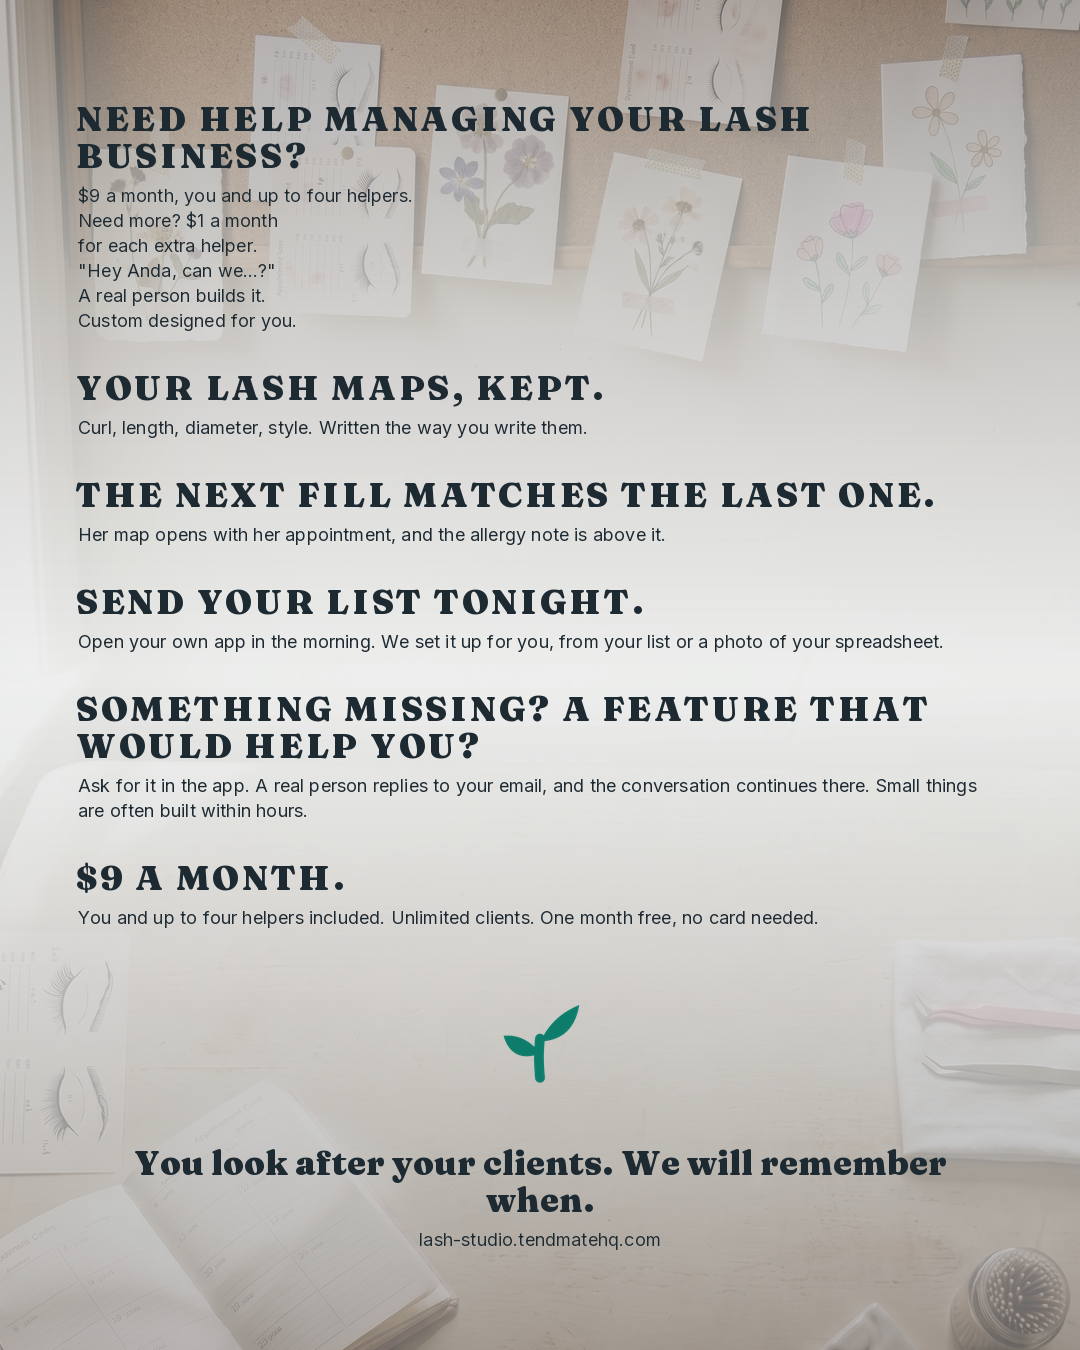 NEED HELP MANAGING YOUR LASH
BUSINESS?
$9 a month, you and up to four helpers.
Need more? $1 a month
for each extra helper.
"Hey Anda, can we...?"
A real person builds it.
Custom designed for you.
YOUR LASH MAPS, KEPT.
Curl, length, diameter, style. Written the way you write them.
THE NEXT FILL MATCHES THE LAST ONE.
Her map opens with her appointment, and the allergy note is above it.
SEND YOUR LIST TONIGHT.
Open your own app in the morning. We set it up for you, from your list or a photo of your spreadsheet.
SOMETHING MISSING? A FEATURE THAT
WOULD HELP YOU?
Ask for it in the app. A real person replies to your email, and the conversation continues there. Small things
are often built within hours.
$9 A MONTH.
You and up to four helpers included. Unlimited clients. One month free, no card needed.
You look after your clients. We will remember
when.
lash-studio.tendmatehq.com